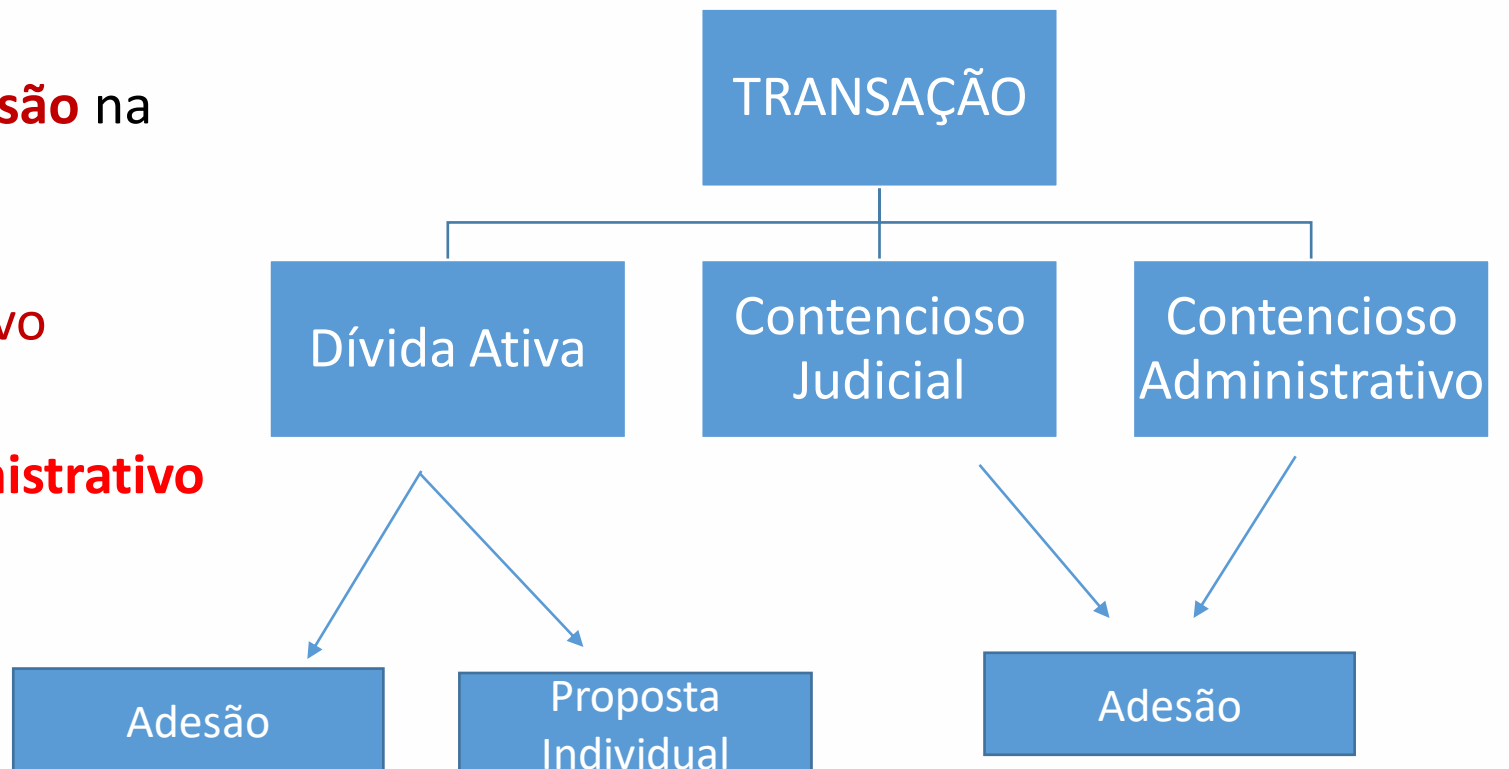 são na
vo
nistrativo
TRANSAÇÃO
Dívida Ativa
Contencioso
Judicial
Contencioso
Administrativo
Adesão
Proposta
Individual
Adesão